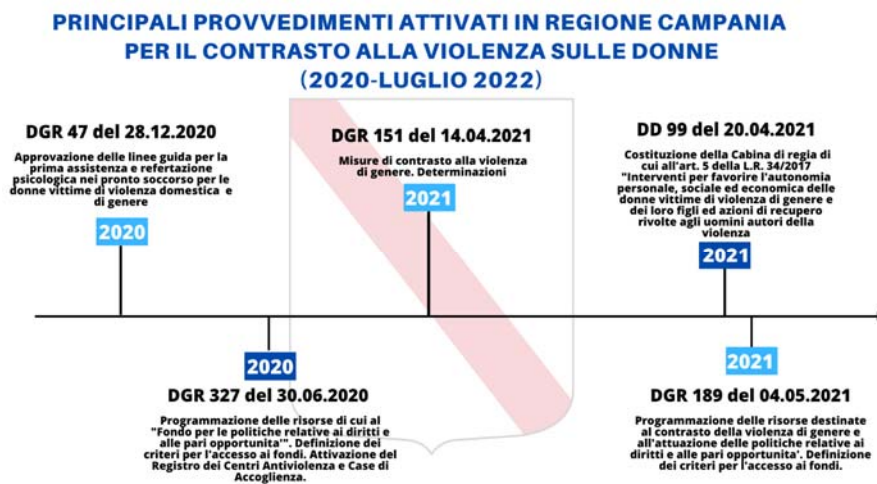 PRINCIPALI PROVVEDIMENTI ATTIVATI IN REGIONE CAMPANIA
PER IL CONTRASTO ALLA VIOLENZA SULLE DONNE
(2020-LUGLIO 2022)
DGR 47 del 28.12.2020
Approvazione delle linee guida per la
prima assistenza e refertazione
psicologica nei pronto soccorso per le
donne vittime di violenza domestica e
di genere
2020
2020
DGR 327 del 30.06.2020
Programmazione delle risorse di cui al
"Fondo per le politiche relative ai diritti e
alle pari opportunita'". Definizione dei
criteri per l'accesso ai fondi. Attivazione del
Registro dei Centri Antiviolenza e Case di
Accoglienza.
DGR 151 del 14.04.2021
Misure di contrasto alla violenza
di genere. Determinazioni
2021
DD 99 del 20.04.2021
Costituzione della Cabina di regia di
cui all'art. 5 della L.R. 34/2017
"Interventi per favorire l'autonomia
personale, sociale ed economica delle
donne vittime di violenza di genere e
dei loro figli ed azioni di recupero
rivolte agli uomini autori della
violenza
2021
2021
DGR 189 del 04.05.2021
Programmazione delle risorse destinate
al contrasto della violenza di genere e
all'attuazione delle politiche relative ai
diritti e alle pari opportunita'. Definizione
dei criteri per l'accesso ai fondi.